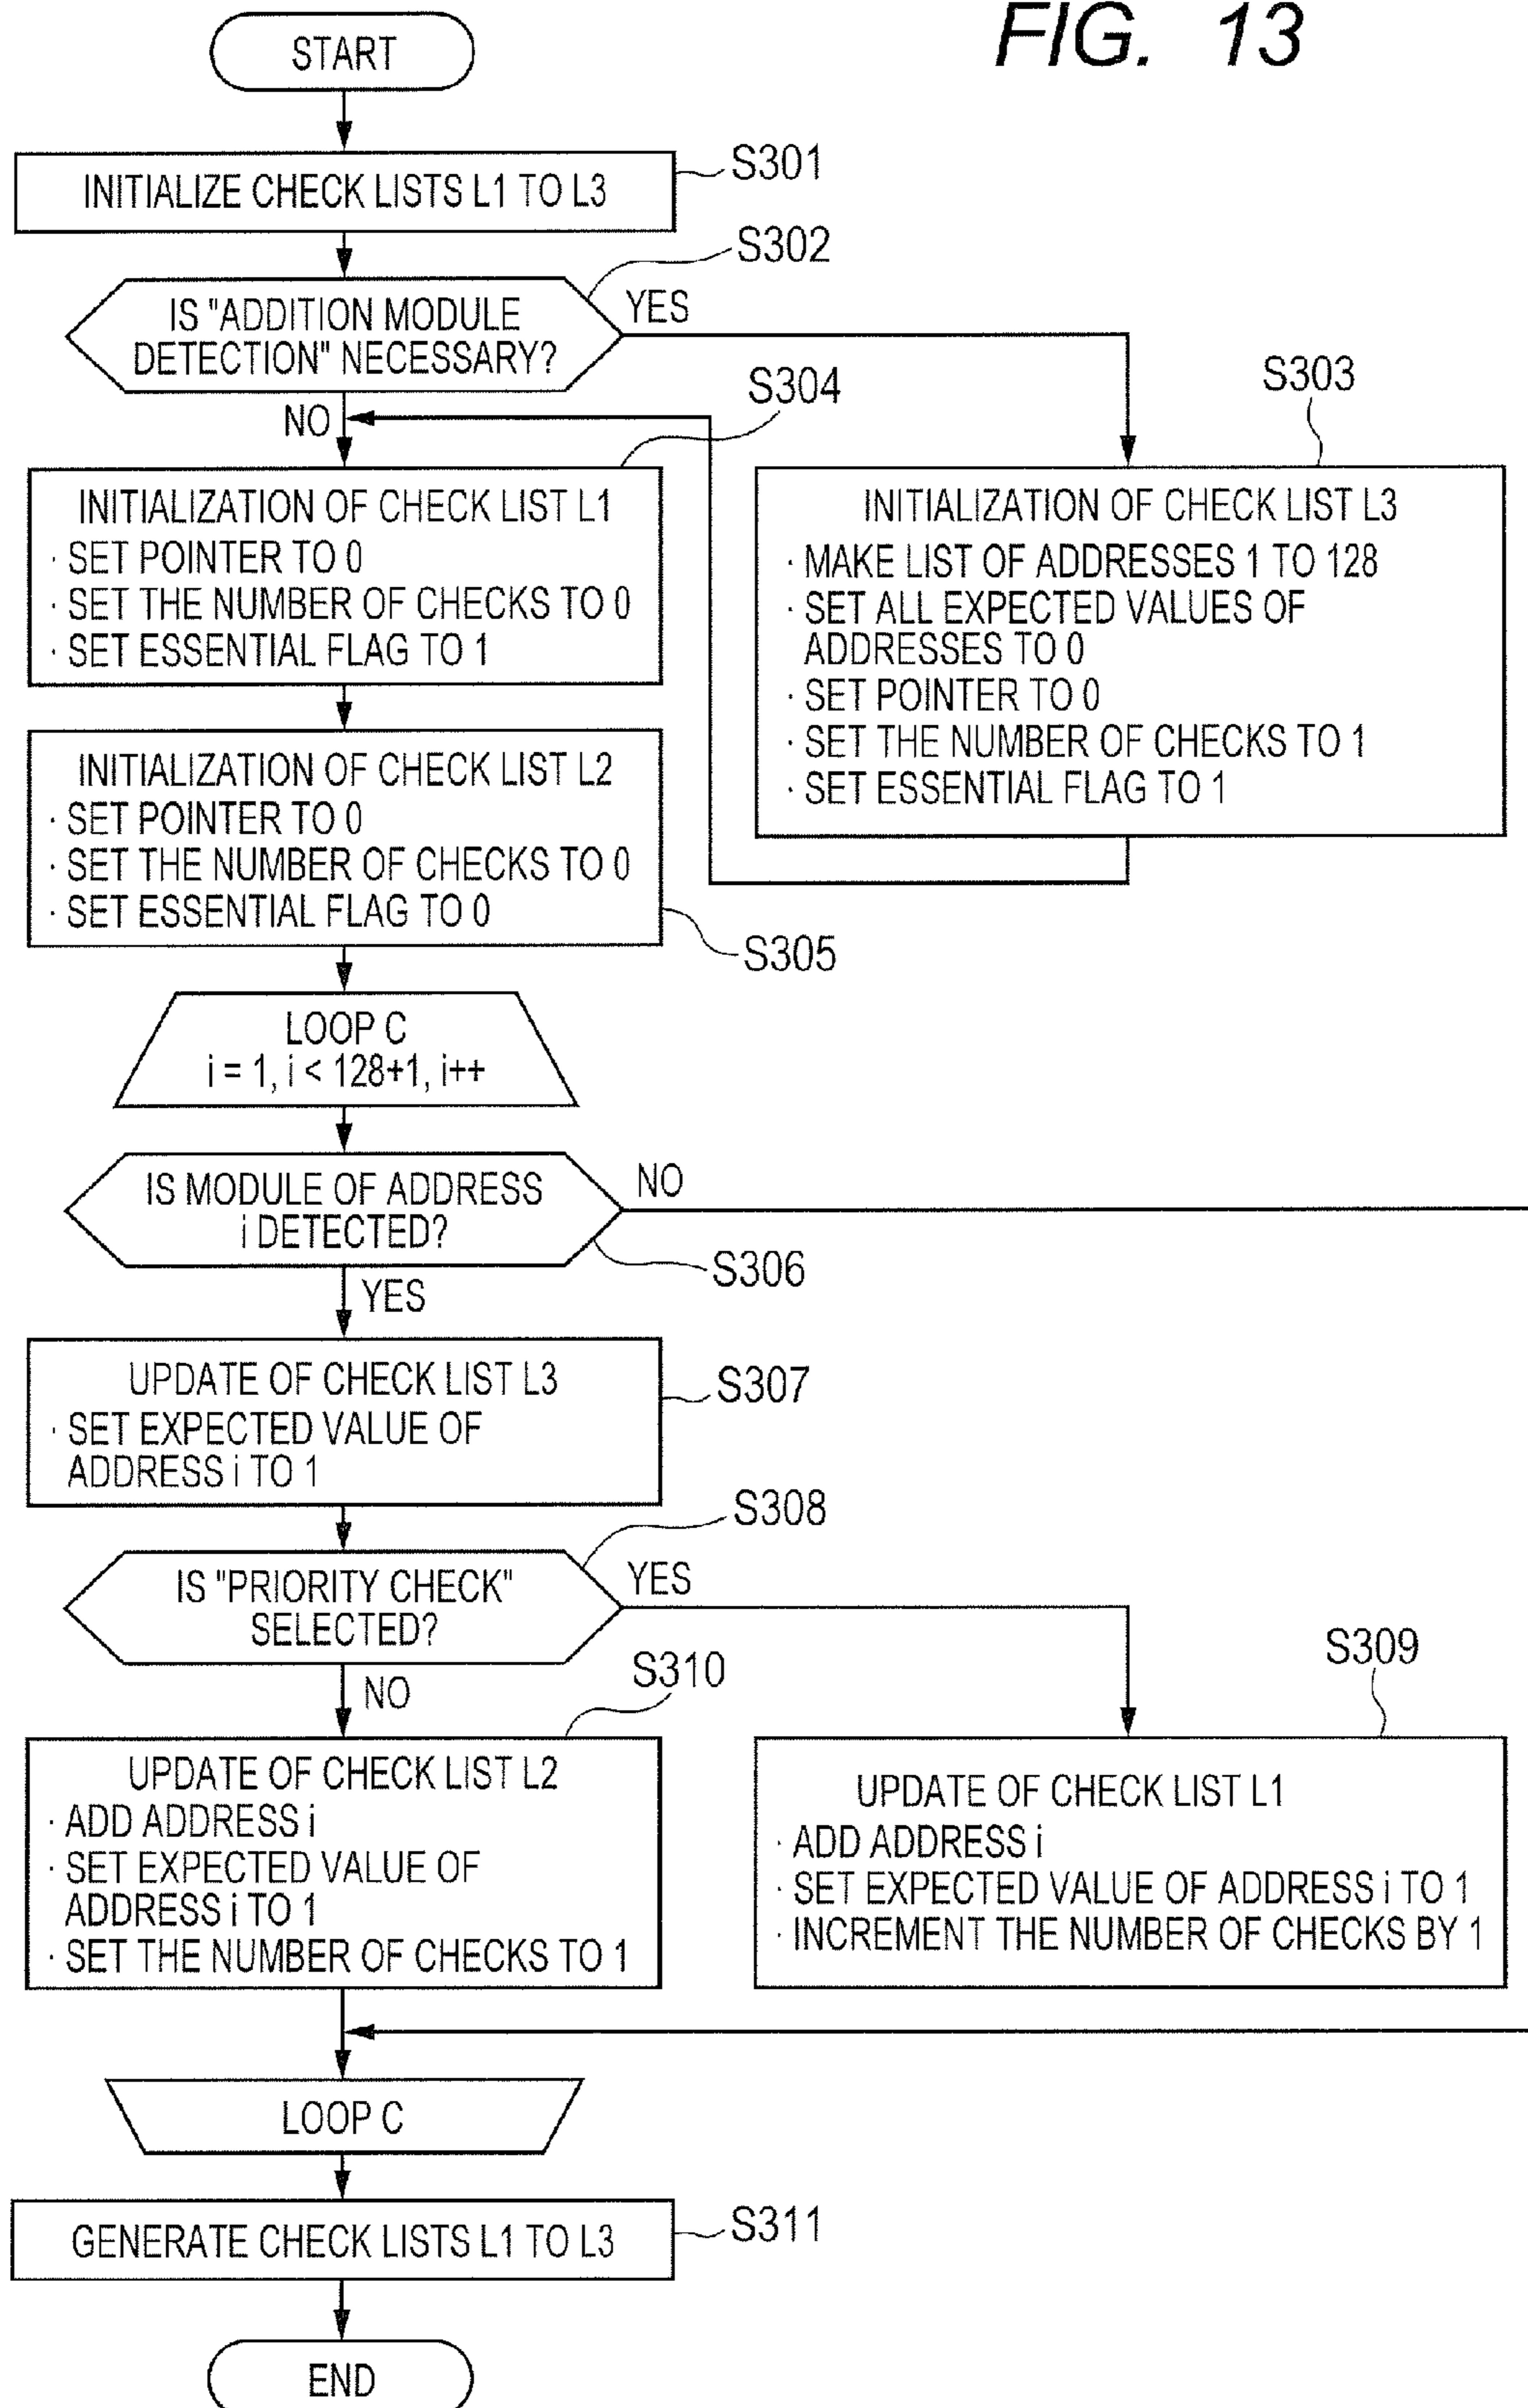 FIG. 13
START
INITIALIZE CHECK LISTS L1 TO L3
S301
S302
IS "ADDITION MODULE
DETECTION" NECESSARY?
YES
NO
S304
S303
INITIALIZATION OF CHECK LIST L1
· SET POINTER TO 0
· SET THE NUMBER OF CHECKS TO 0
· SET ESSENTIAL FLAG TO 1
INITIALIZATION OF CHECK LIST L3
· MAKE LIST OF ADDRESSES 1 TO 128
· SET ALL EXPECTED VALUES OF
ADDRESSES TO 0
· SET POINTER TO 0
· SET THE NUMBER OF CHECKS TO 1
· SET ESSENTIAL FLAG TO 1
INITIALIZATION OF CHECK LIST L2
· SET POINTER TO 0
· SET THE NUMBER OF CHECKS TO 0
· SET ESSENTIAL FLAG TO 0
S305
LOOP C
i = 1, i < 128+1, i++
IS MODULE OF ADDRESS
i DETECTED?
NO
S306
YES
UPDATE OF CHECK LIST L3
· SET EXPECTED VALUE OF
ADDRESS i TO 1
S307
S308
IS "PRIORITY CHECK"
SELECTED?
YES
NO
S310
S309
UPDATE OF CHECK LIST L2
· ADD ADDRESS i
· SET EXPECTED VALUE OF
ADDRESS i TO 1
· SET THE NUMBER OF CHECKS TO 1
UPDATE OF CHECK LIST L1
· ADD ADDRESS i
· SET EXPECTED VALUE OF ADDRESS i TO 1
· INCREMENT THE NUMBER OF CHECKS BY 1
LOOP C
GENERATE CHECK LISTS L1 TO L3
S311
END